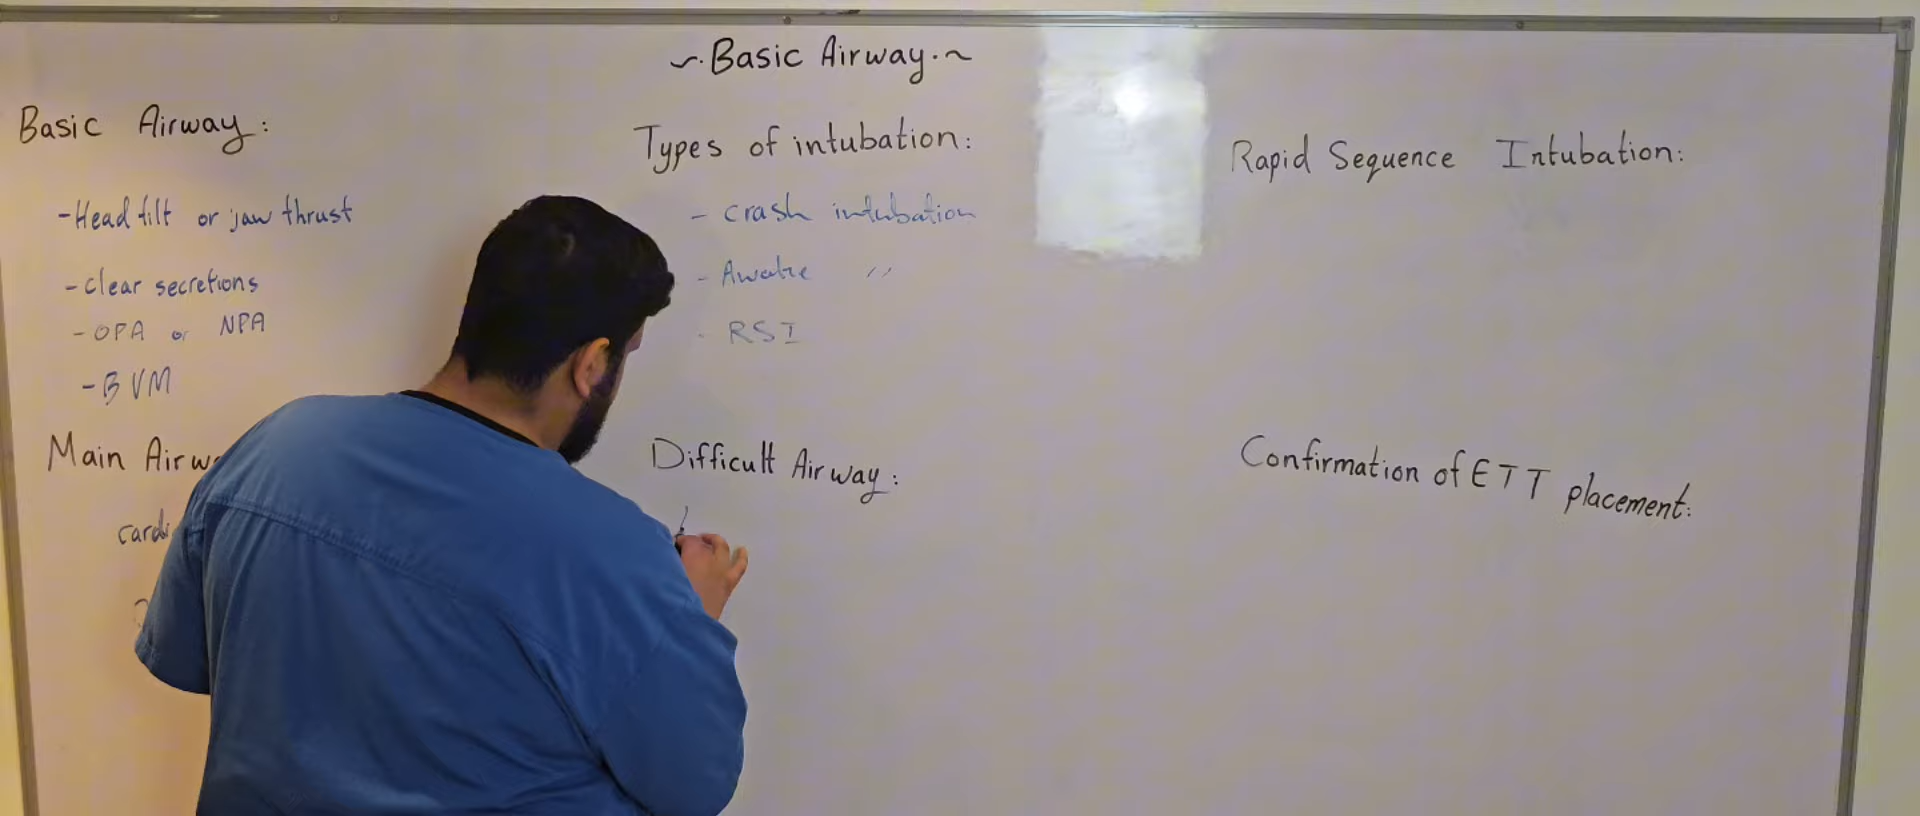 ~. Basic Airway. ~
Basic Airway:
-Head tilt or jaw thrust
-clear secretions
-OPA or NPA
-BVM
Main Airw
card
Types of intubation:
- crash intubation
- Awake "
- RSI
Difficult Airway:
Rapid Sequence Intubation:
Confirmation of ETT placement: